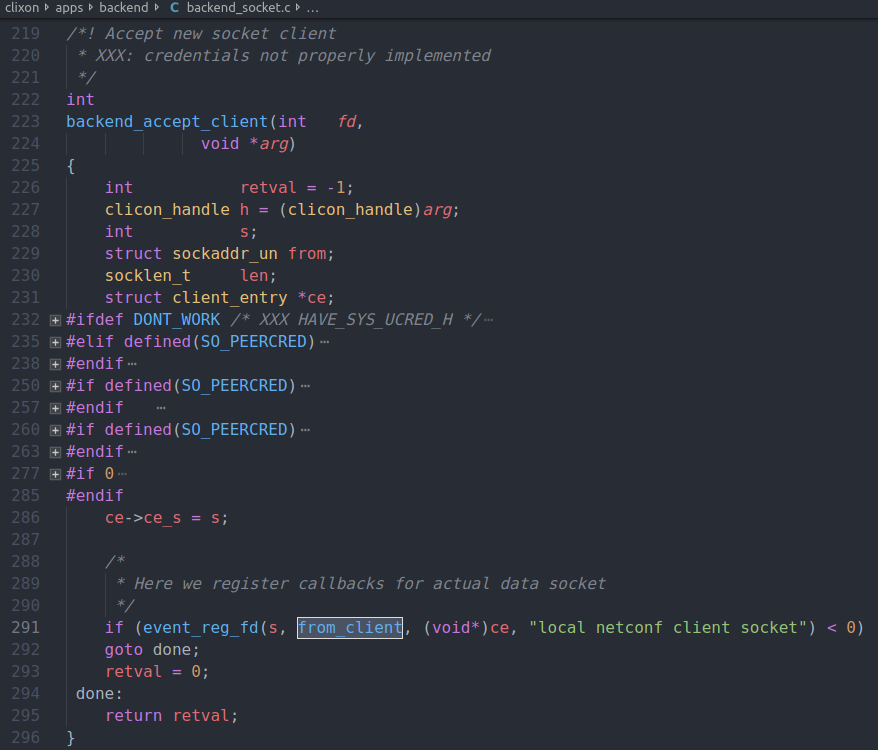 clixon ▸ apps ▸ backend ▸ C backend_socket.c ▸ ...
219 /*! Accept new socket client
220  * XXX: credentials not properly implemented
221  */
222 int
223 backend_accept_client(int   fd,
224               void *arg)
225 {
226     int           retval = -1;
227     clicon_handle h = (clicon_handle)arg;
228     int           s;
229     struct sockaddr_un from;
230     socklen_t     len;
231     struct client_entry *ce;
232 #ifdef DONT_WORK /* XXX HAVE_SYS_UCRED_H */⋯
235 #elif defined(SO_PEERCRED)⋯
238 #endif⋯
250 #if defined(SO_PEERCRED)⋯
257 #endif   ⋯
260 #if defined(SO_PEERCRED)⋯
263 #endif⋯
277 #if 0⋯
285 #endif
286     ce->ce_s = s;
287
288     /*
289      * Here we register callbacks for actual data socket
290      */
291     if (event_reg_fd(s, from_client, (void*)ce, "local netconf client socket") < 0)
292     goto done;
293     retval = 0;
294  done:
295     return retval;
296 }